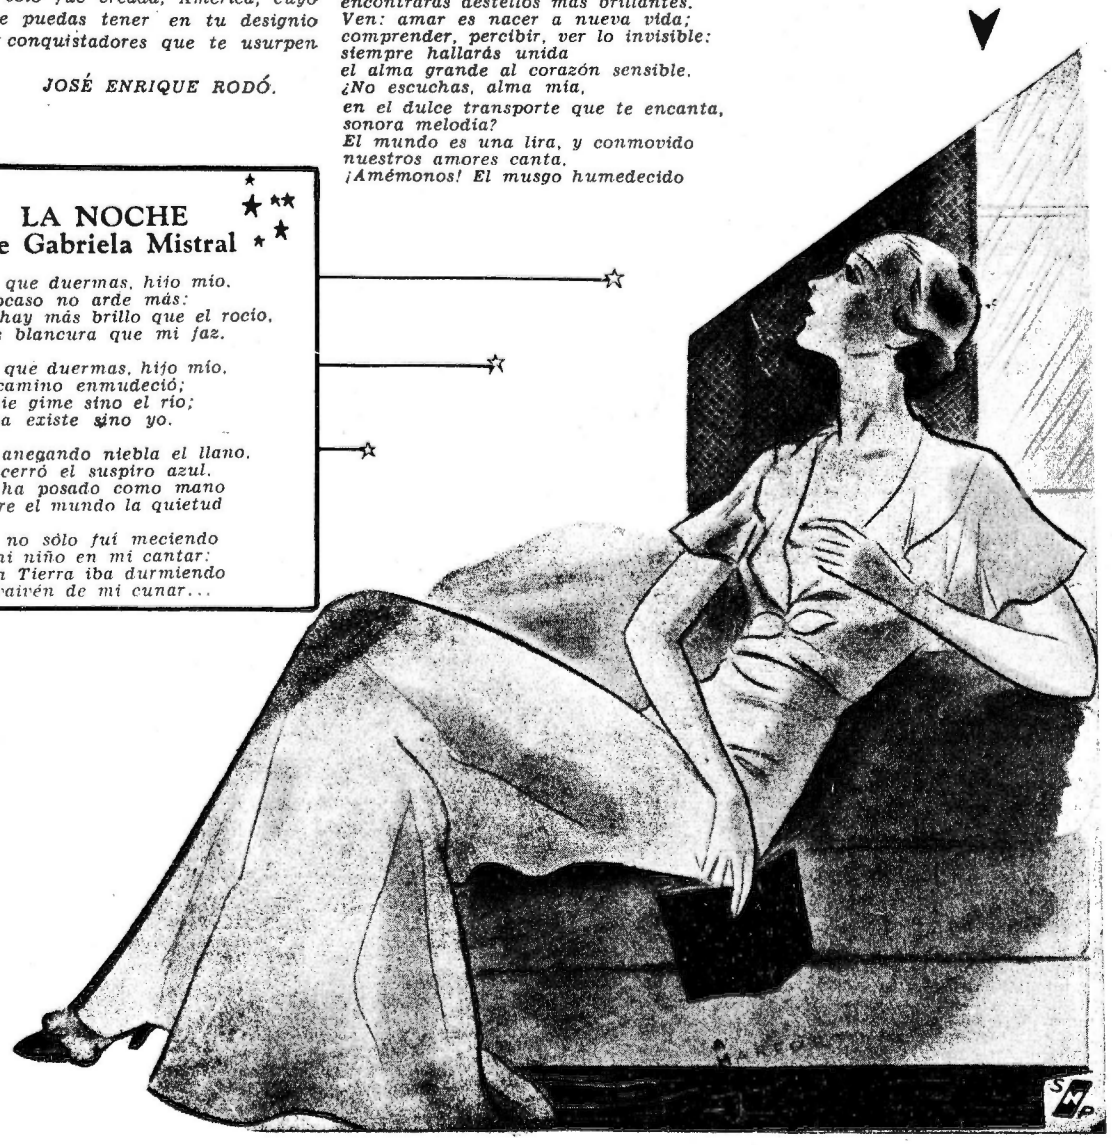 sólo fué creada, América, cuyo
e puedas tener en tu designio
conquistadores que te usurpen
JOSÉ ENRIQUE RODÓ.
encontrarás destellos más brillantes.
Ven: amar es nacer a nueva vida;
comprender, percibir, ver lo invisible:
siempre hallarás unida
el alma grande al corazón sensible.
¿No escuchas, alma mía,
en el dulce transporte que te encanta,
sonora melodía?
El mundo es una lira, y conmovido
nuestros amores canta.
¡Amémonos! El musgo humedecido
LA NOCHE
e Gabriela Mistral
que duermas, hijo mío.
ocaso no arde más:
hay más brillo que el rocío,
s blancura que mi faz.
que duermas, hijo mío,
camino enmudeció;
ie gime sino el río;
a existe sino yo.
anegando niebla el llano.
cerró el suspiro azul.
ha posado como mano
re el mundo la quietud
no sólo fuí meciendo
mi niño en mi cantar:
a Tierra iba durmiendo
vaivén de mi cunar...
SNP